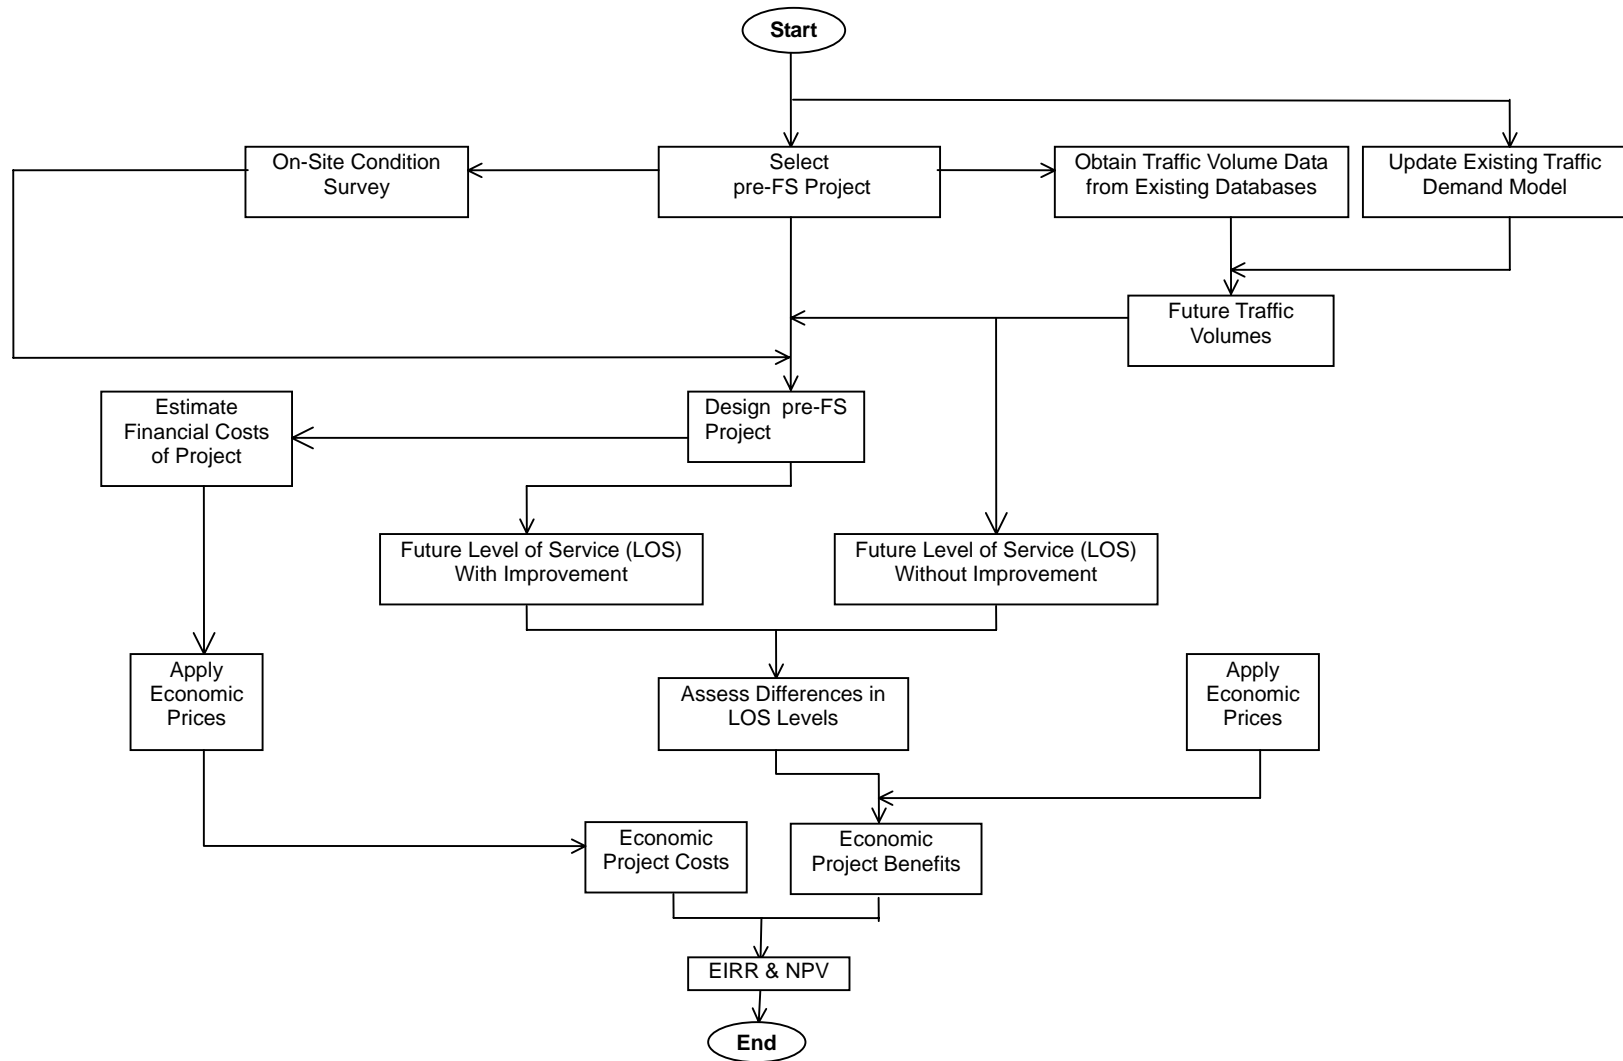 Start
On-Site Condition
Survey
Select
pre-FS Project
Obtain Traffic Volume Data
from Existing Databases
Update Existing Traffic
Demand Model
Future Traffic
Volumes
Estimate
Financial Costs
of Project
Design pre-FS
Project
Future Level of Service (LOS)
With Improvement
Future Level of Service (LOS)
Without Improvement
Apply
Economic
Prices
Assess Differences in
LOS Levels
Apply
Economic
Prices
Economic
Project Costs
Economic
Project Benefits
EIRR & NPV
End